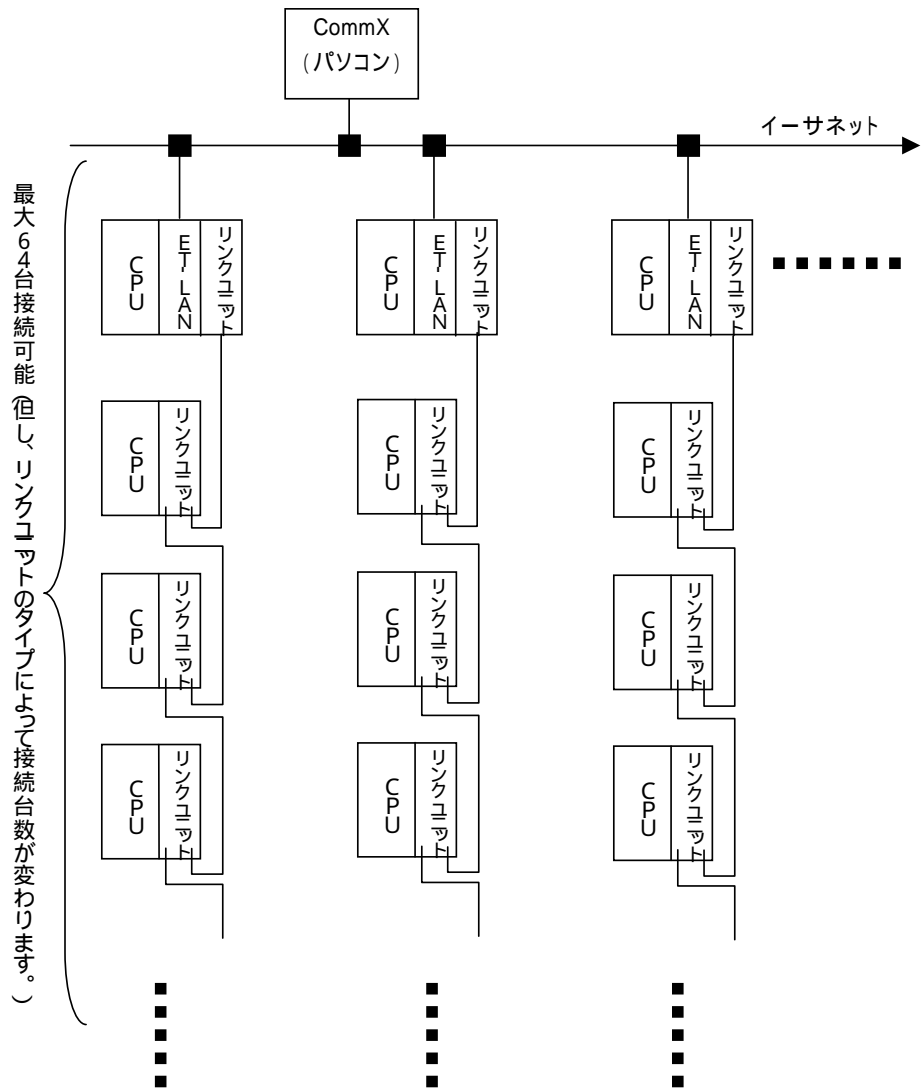 CommX
(パソコン)
イーサネット
最大64台接続可能(但し、リンクユニットのタイプによって接続台数が変わります。)
CPU
ET-LAN
リンクユニット
CPU
ET-LAN
リンクユニット
CPU
ET-LAN
リンクユニット
CPU
リンクユニット
CPU
リンクユニット
CPU
リンクユニット
CPU
リンクユニット
CPU
リンクユニット
CPU
リンクユニット
CPU
リンクユニット
CPU
リンクユニット
CPU
リンクユニット